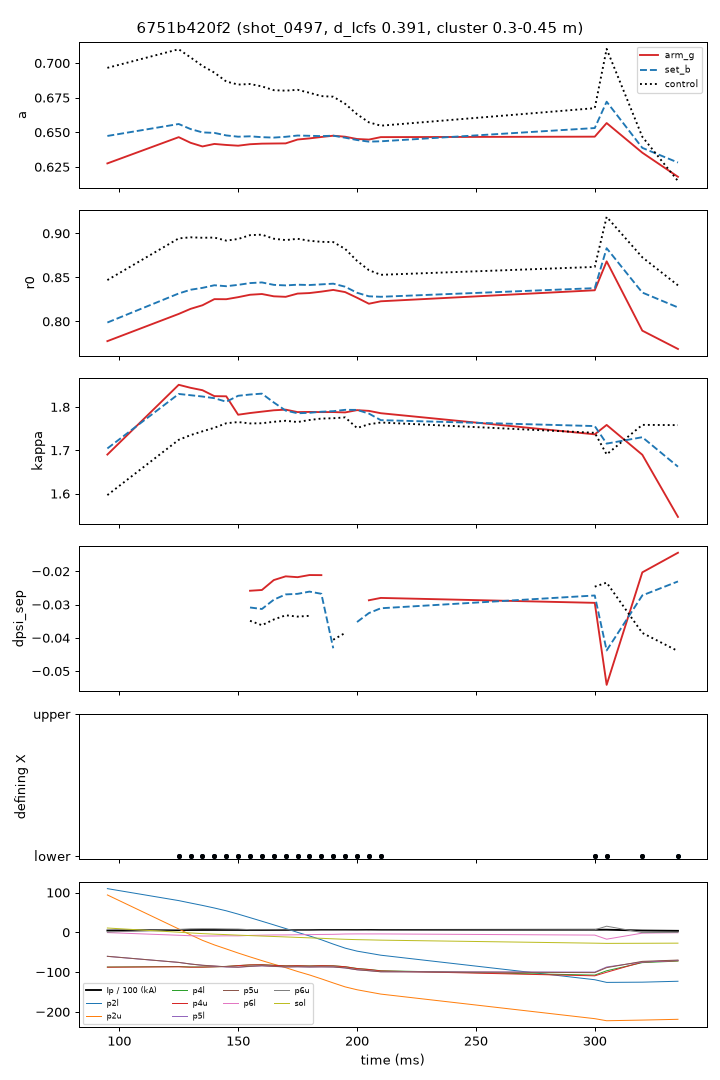 6751b420f2 (shot_0497, d_lcfs 0.391, cluster 0.3-0.45 m)
0.700
0.675
0.650
0.625
a
arm_g
set_b
control
0.90
0.85
0.80
r0
1.8
1.7
1.6
kappa
−0.02
−0.03
−0.04
−0.05
dpsi_sep
upper
lower
defining X
100
0
−100
−200
Ip / 100 (kA)
p2l
p2u
p4l
p4u
p5l
p5u
p6l
p6u
sol
100
150
200
250
300
time (ms)